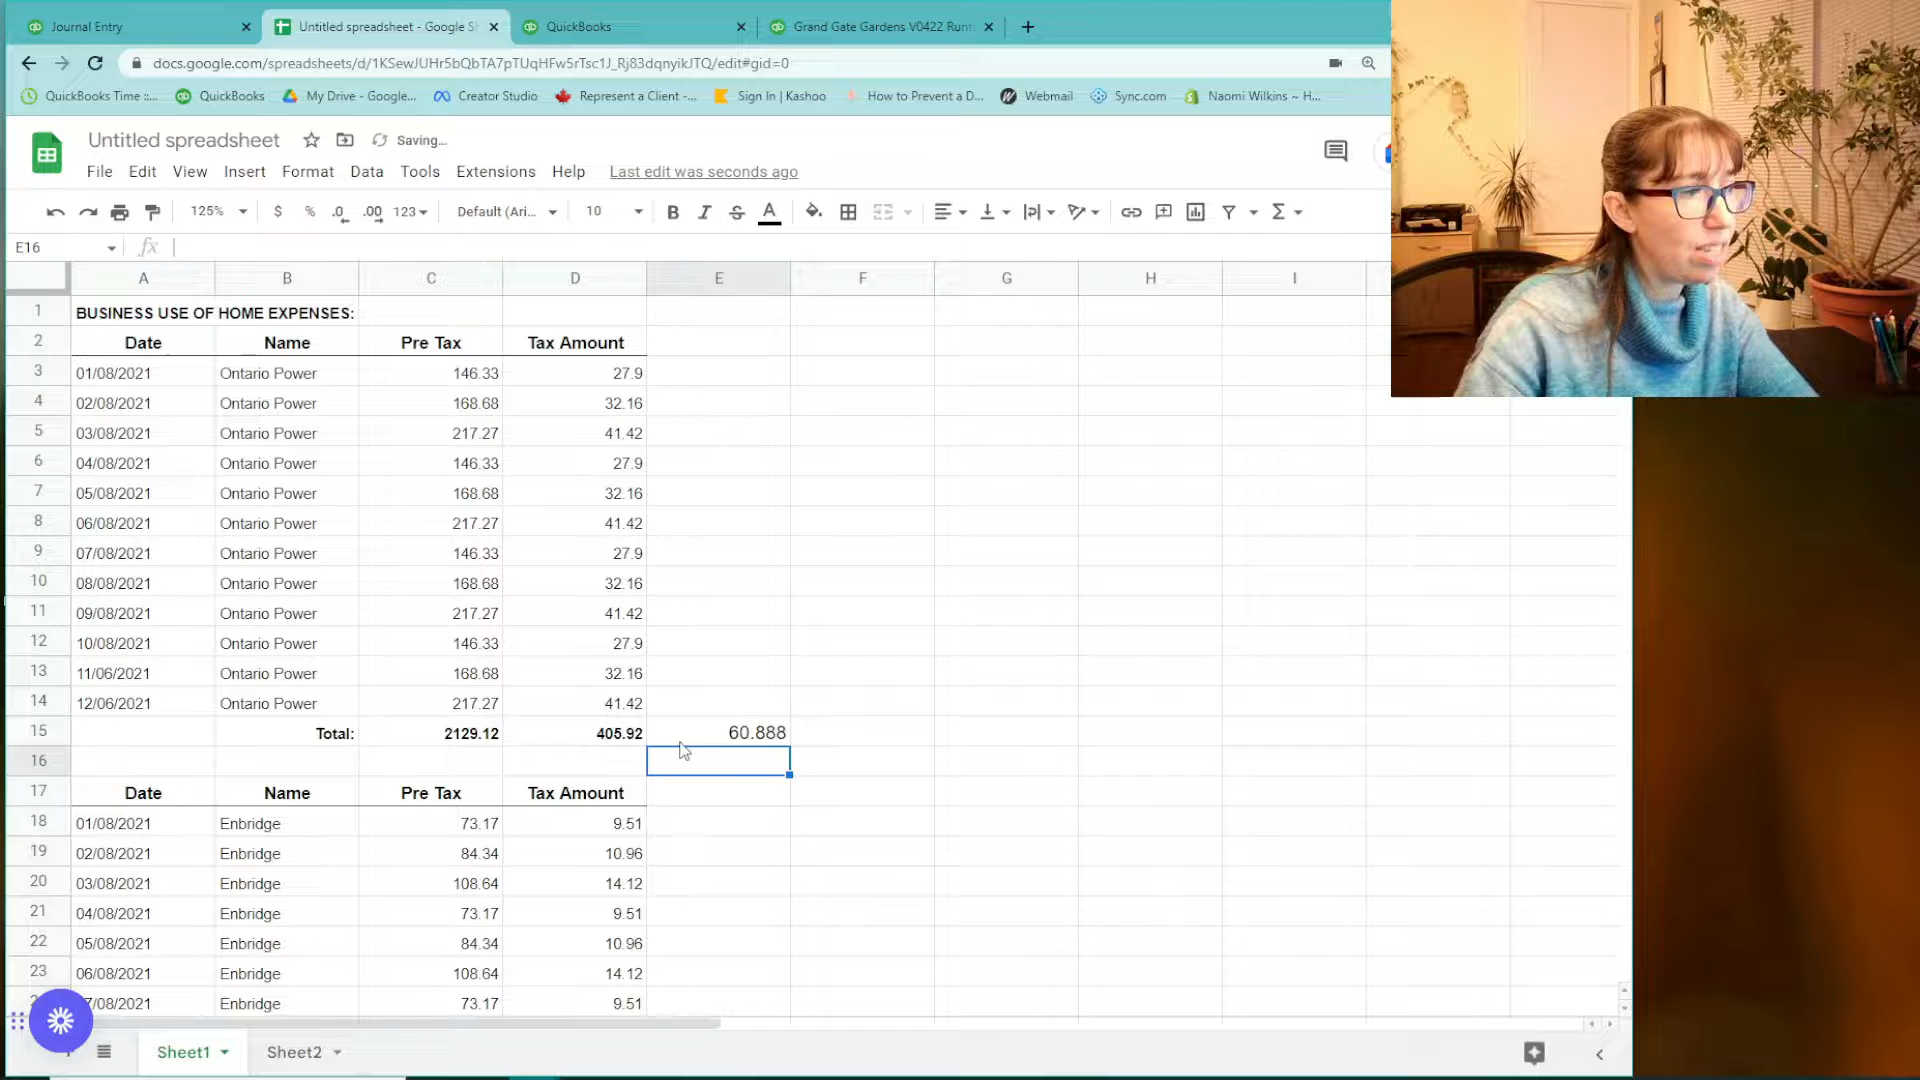 Journal Entry
Untitled spreadsheet - Google S
QuickBooks
Grand Gate Gardens V0422 Run
docs.google.com/spreadsheets/d/1KSewJUHr5bQbTA7pTUqHFw5rTsc1J_Rj83dqnyikJTQ/edit#gid=0
QuickBooks Time ::...
QuickBooks
My Drive - Google...
Creator Studio
Represent a Client -...
Sign In | Kashoo
How to Prevent a D...
Webmail
Sync.com
Naomi Wilkins ~ H...
Untitled spreadsheet
Saving...
File Edit View Insert Format Data Tools Extensions Help Last edit was seconds ago
125% $ % .0 .00 123 Default (Ari... 10 B I S A
E16 fx
A B C D E F G H I
1 BUSINESS USE OF HOME EXPENSES:
2 Date Name Pre Tax Tax Amount
3 01/08/2021 Ontario Power 146.33 27.9
4 02/08/2021 Ontario Power 168.68 32.16
5 03/08/2021 Ontario Power 217.27 41.42
6 04/08/2021 Ontario Power 146.33 27.9
7 05/08/2021 Ontario Power 168.68 32.16
8 06/08/2021 Ontario Power 217.27 41.42
9 07/08/2021 Ontario Power 146.33 27.9
10 08/08/2021 Ontario Power 168.68 32.16
11 09/08/2021 Ontario Power 217.27 41.42
12 10/08/2021 Ontario Power 146.33 27.9
13 11/06/2021 Ontario Power 168.68 32.16
14 12/06/2021 Ontario Power 217.27 41.42
15 Total: 2129.12 405.92 60.888
16
17 Date Name Pre Tax Tax Amount
18 01/08/2021 Enbridge 73.17 9.51
19 02/08/2021 Enbridge 84.34 10.96
20 03/08/2021 Enbridge 108.64 14.12
21 04/08/2021 Enbridge 73.17 9.51
22 05/08/2021 Enbridge 84.34 10.96
23 06/08/2021 Enbridge 108.64 14.12
7/08/2021 Enbridge 73.17 9.51
Sheet1 Sheet2